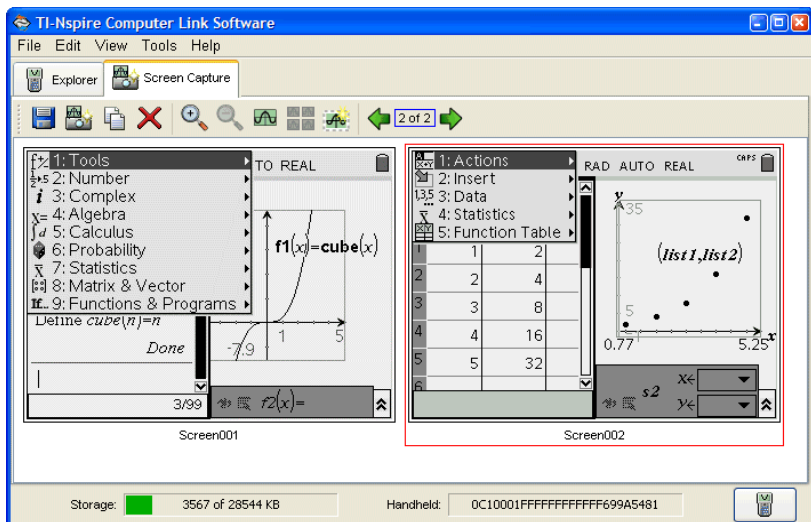 TI-Nspire Computer Link Software
File Edit View Tools Help
Explorer Screen Capture
2 of 2
1: Tools
2: Number
3: Complex
4: Algebra
5: Calculus
6: Probability
7: Statistics
8: Matrix & Vector
9: Functions & Programs
TO REAL
f1(x)=cube(x)
1 5
-7.9
Define cube(n)=n
Done
3/99
f2(x)=
Screen001
1: Actions
2: Insert
3: Data
4: Statistics
5: Function Table
RAD AUTO REAL CAPS
1 1 2
2 2 4
3 3 8
4 4 16
5 5 32
6
y
35
(list1,list2)
5
1 x
0.77 5.25
s2 x←
y←
Screen002
Storage: 3567 of 28544 KB Handheld: 0C10001FFFFFFFFFFFF699A5481